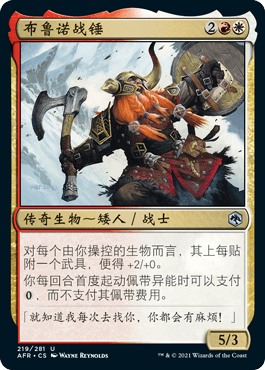 布鲁诺战锤
2
传奇生物～矮人／战士
对每个由你操控的生物而言，其上每贴
附一个武具，便得+2/+0。
你每回合首度起动佩带异能时可以支付
0，而不支付其佩带费用。
「就知道我每次去找你，你都会有麻烦！」
5/3
219/281 U
AFR • CS WAYNE REYNOLDS
™ & © 2021 Wizards of the Coast